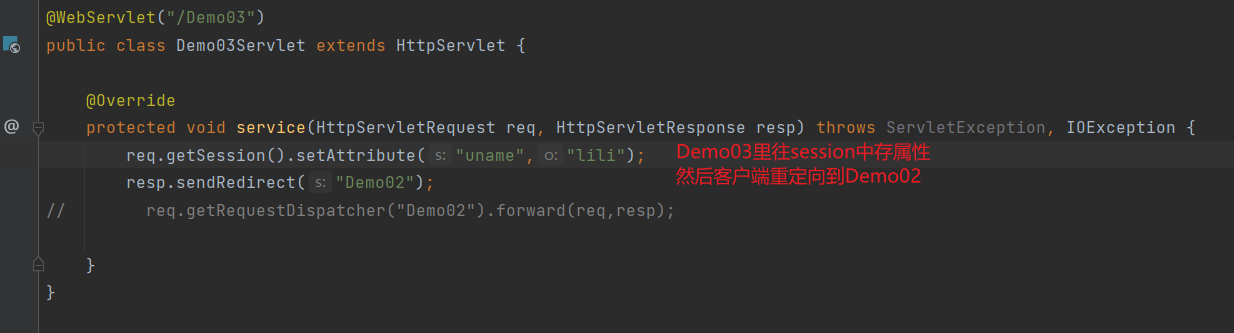 @WebServlet("/Demo03")
public class Demo03Servlet extends HttpServlet {
@Override
protected void service(HttpServletRequest req, HttpServletResponse resp) throws ServletException, IOException {
req.getSession().setAttribute( s: "uname", o: "lili"); Demo03里往session中存属性
resp.sendRedirect( s: "Demo02"); 然后客户端重定向到Demo02
// req.getRequestDispatcher("Demo02").forward(req,resp);
}
}